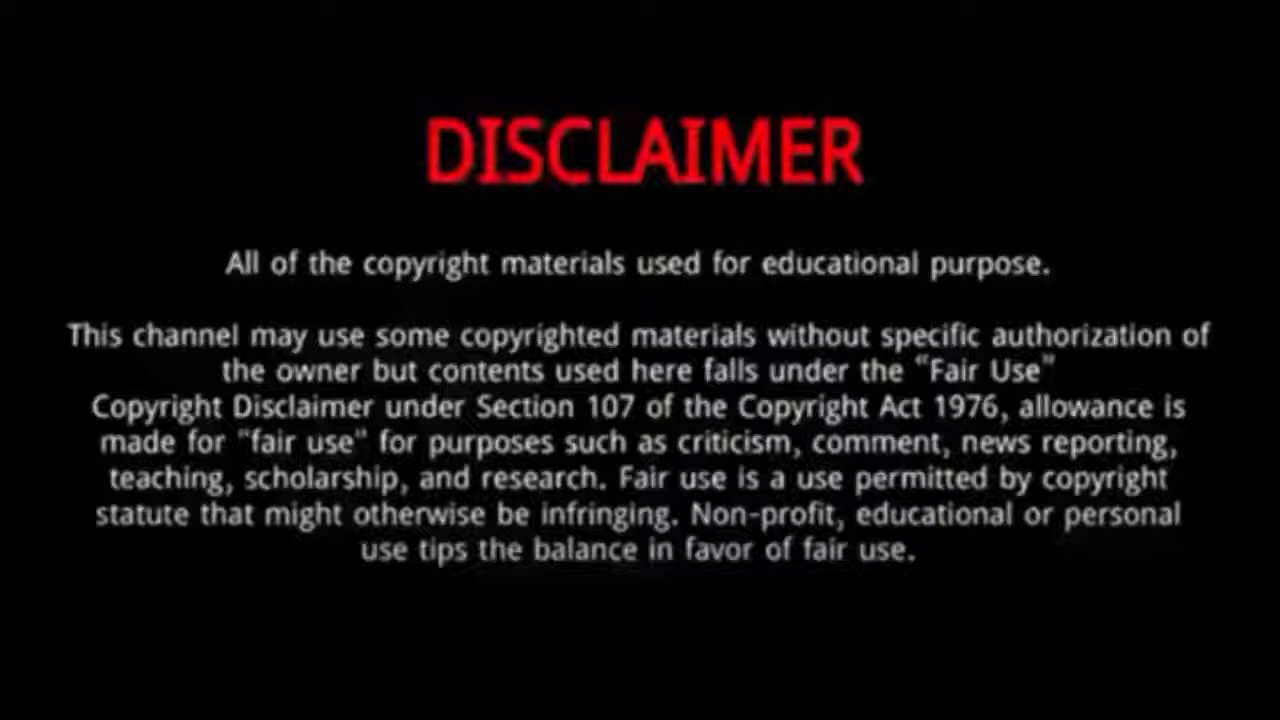 DISCLAIMER
All of the copyright materials used for educational purpose.
This channel may use some copyrighted materials without specific authorization of
the owner but contents used here falls under the "Fair Use"
Copyright Disclaimer under Section 107 of the Copyright Act 1976, allowance is
made for "fair use" for purposes such as criticism, comment, news reporting,
teaching, scholarship, and research. Fair use is a use permitted by copyright
statute that might otherwise be infringing. Non-profit, educational or personal
use tips the balance in favor of fair use.